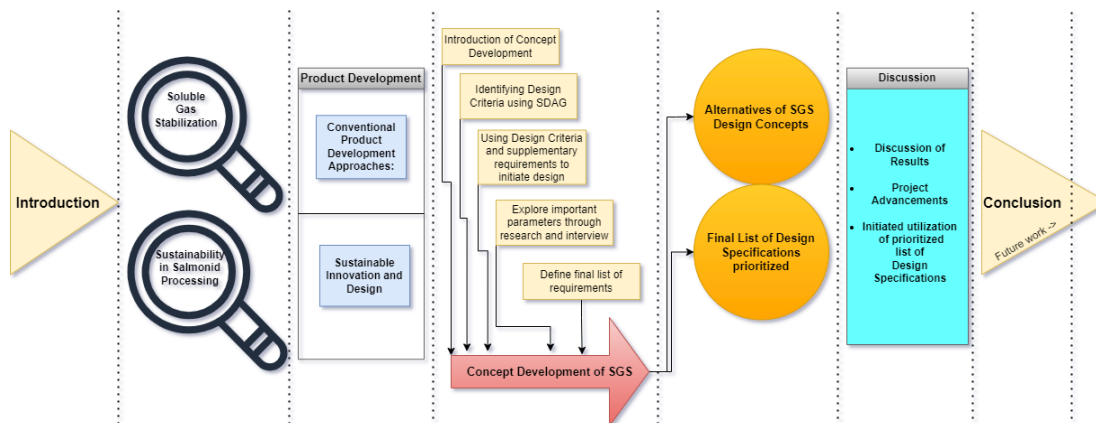 Introduction
Soluble
Gas
Stabilization
Sustainability
in Salmonid
Processing
Product Development
Conventional
Product
Development
Approaches:
Sustainable
Innovation and
Design
Introduction of Concept
Development
Identifying Design
Criteria using SDAG
Using Design Criteria
and supplementary
requirements to
initiate design
Explore important
parameters through
research and interview
Define final list of
requirements
Concept Development of SGS
Alternatives of SGS
Design Concepts
Final List of Design
Specifications
prioritized
Discussion
• Discussion of
Results
• Project
Advancements
• Initiated utilization
of prioritized
list of
Design
Specifications
Conclusion
Future work ->